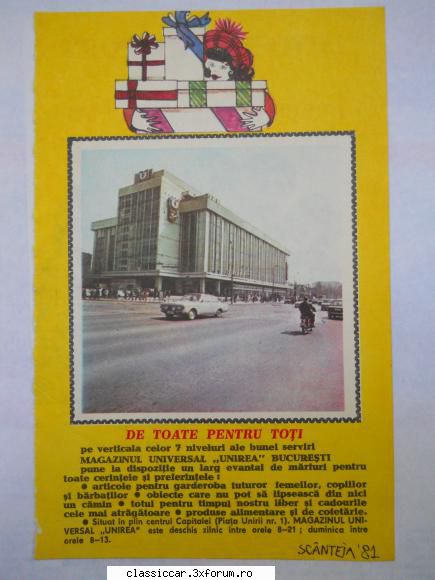 DE TOATE PENTRU TOȚI
pe verticala celor 7 niveluri ale bunei serviri
MAGAZINUL UNIVERSAL „UNIREA" BUCUREȘTI
pune la dispoziție un larg evantai de mărfuri pentru
toate cerințele și preferințele :
● articole pentru garderoba tuturor femeilor, copiilor
și bărbaților ● obiecte care nu pot să lipsească din nici
un cămin ● totul pentru timpul nostru liber și cadourile
cele mai atrăgătoare ● produse alimentare și de cofetărie.
● Situat în plin centrul Capitalei (Piața Unirii nr. 1). MAGAZINUL UNI-
VERSAL „UNIREA" este deschis zilnic între orele 8-21 ; duminica între
orele 8-13.
SCÂNTEIA '81
www.classiccar.3xforum.ro